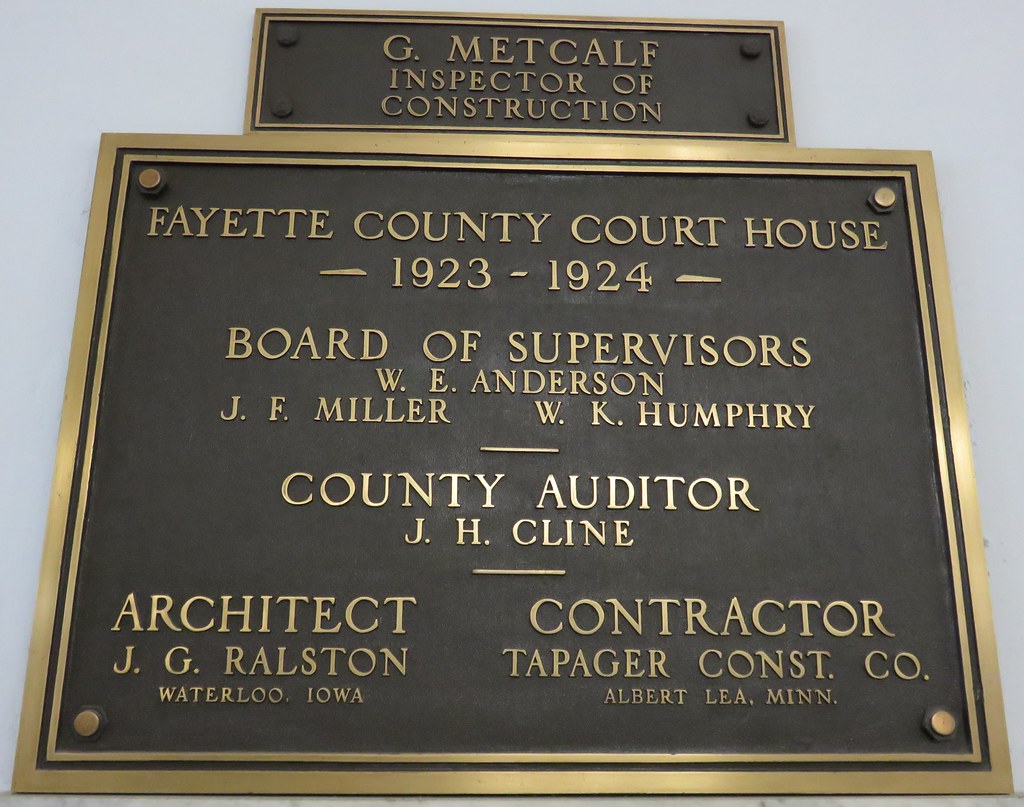 G. METCALF
INSPECTOR OF
CONSTRUCTION
FAYETTE COUNTY COURT HOUSE
— 1923 - 1924 —
BOARD OF SUPERVISORS
W. E. ANDERSON
J. F. MILLER W. K. HUMPHRY
COUNTY AUDITOR
J. H. CLINE
ARCHITECT CONTRACTOR
J. G. RALSTON TAPAGER CONST. CO.
WATERLOO, IOWA ALBERT LEA, MINN.